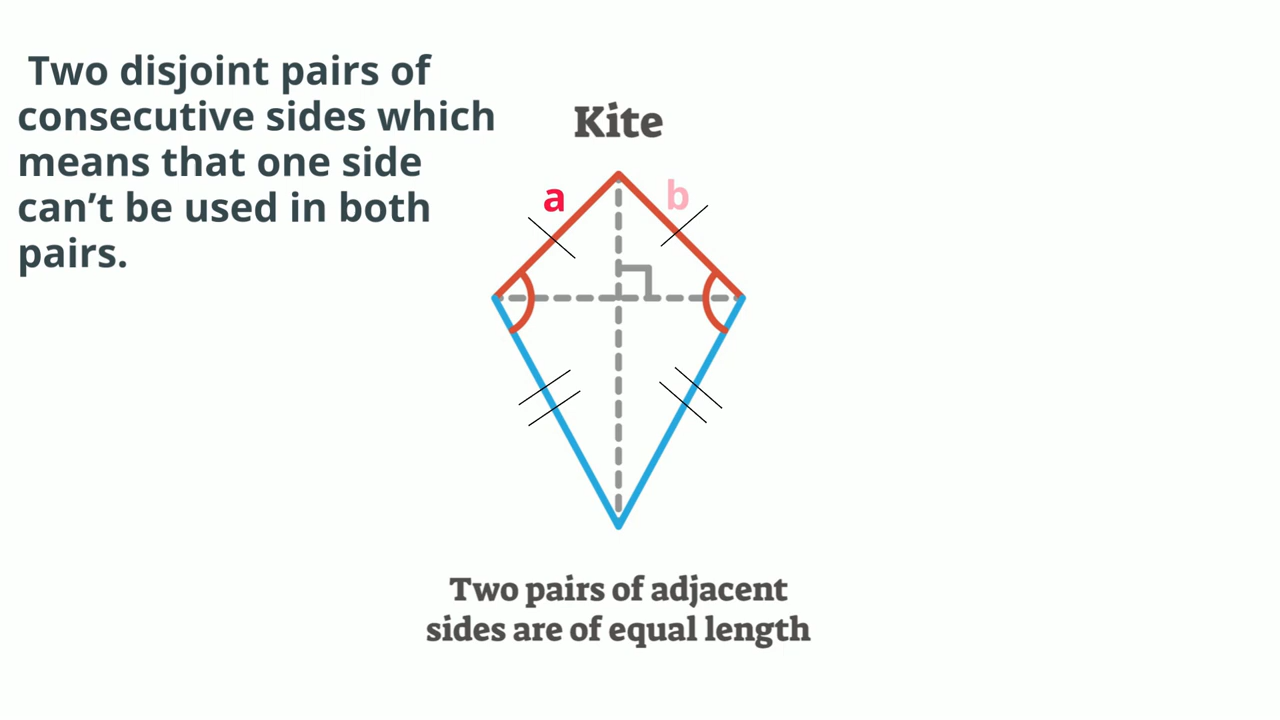 Two disjoint pairs of
consecutive sides which
means that one side
can’t be used in both
pairs.
Kite
a
b
Two pairs of adjacent
sides are of equal length